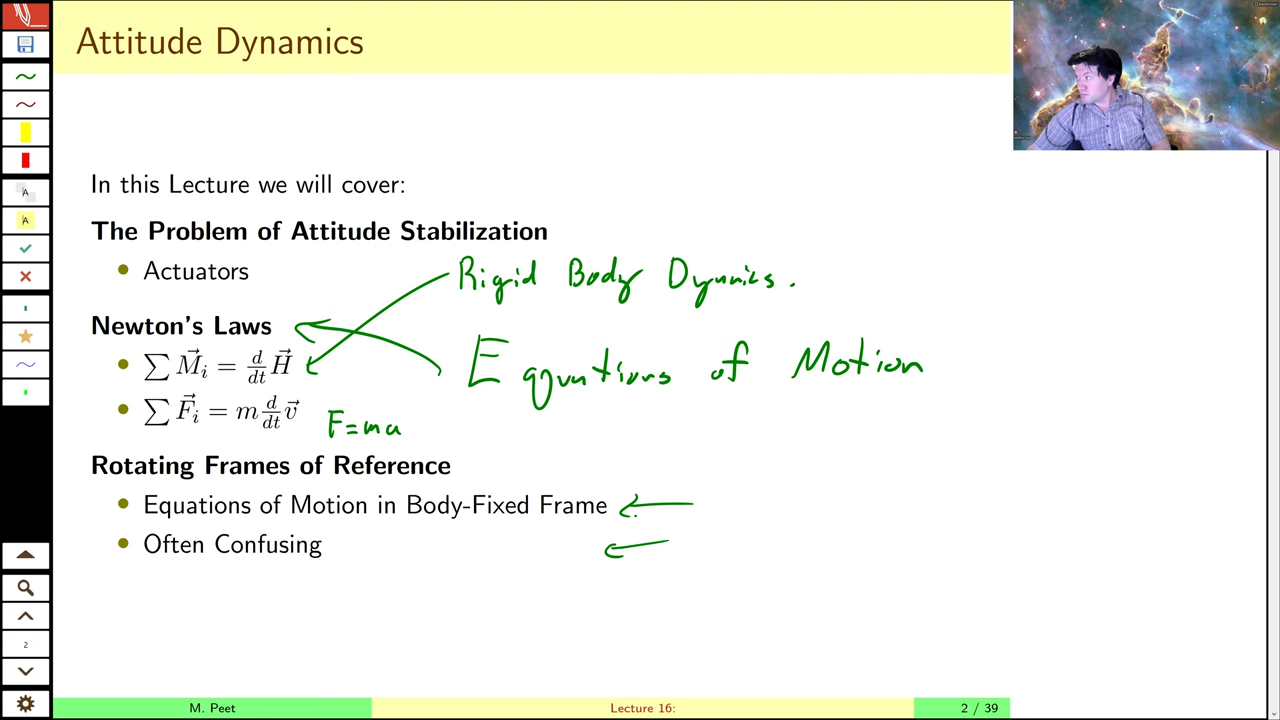 Attitude Dynamics
In this Lecture we will cover:
The Problem of Attitude Stabilization
• Actuators
Rigid Body Dynamics.
Newton's Laws
• ∑ M⃗ᵢ = d/dt H⃗
Equations of Motion
• ∑ F⃗ᵢ = m d/dt v⃗
F=ma
Rotating Frames of Reference
• Equations of Motion in Body-Fixed Frame
• Often Confusing
2
M. Peet
Lecture 16:
2 / 39